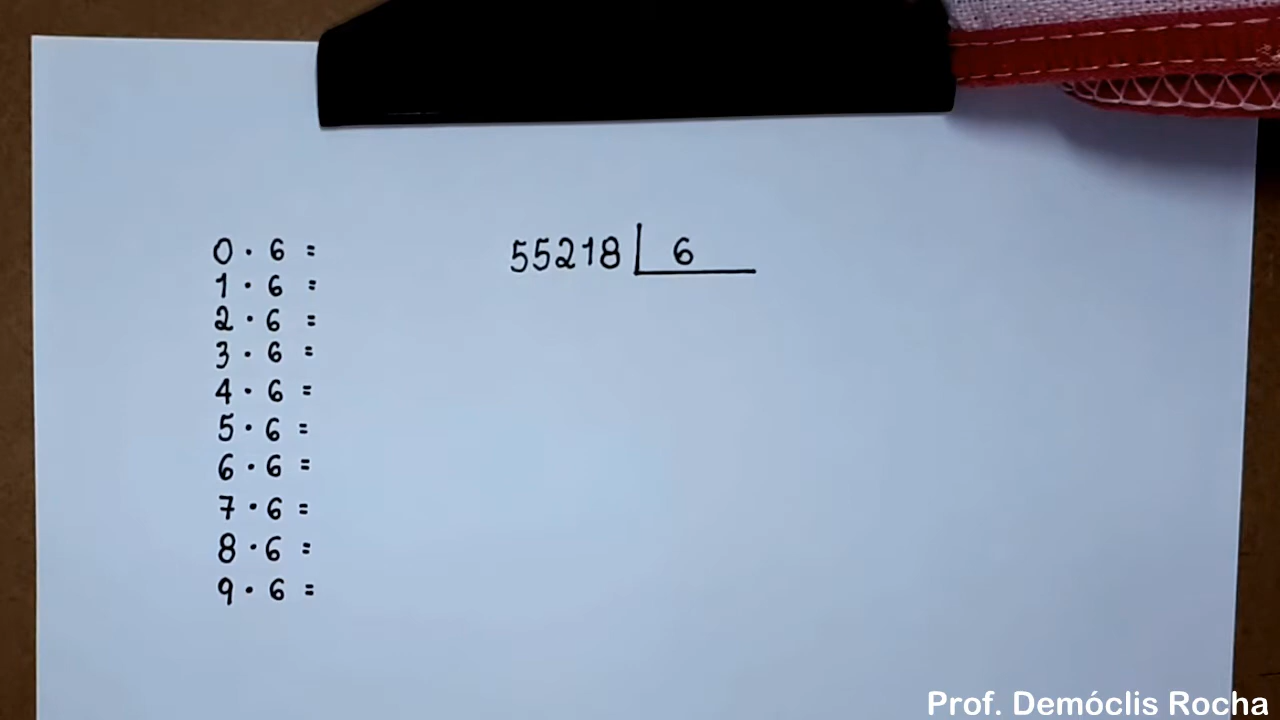 0 · 6 =
1 · 6 =
2 · 6 =
3 · 6 =
4 · 6 =
5 · 6 =
6 · 6 =
7 · 6 =
8 · 6 =
9 · 6 =
55218 | 6
Prof. Demóclis Rocha